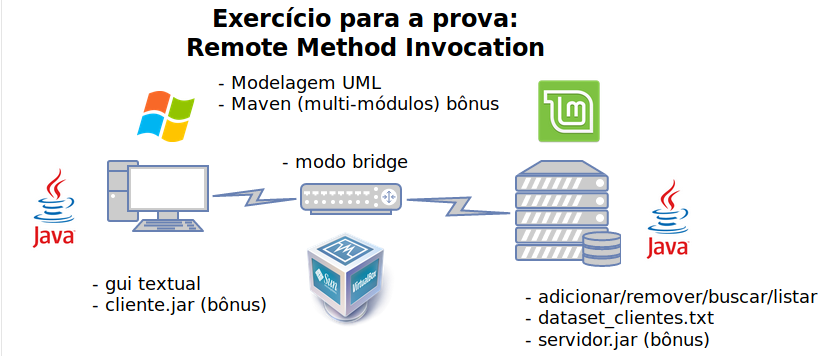 Exercício para a prova:
Remote Method Invocation
- Modelagem UML
- Maven (multi-módulos) bônus
- modo bridge
Java
Java
Sun
VirtualBox
- gui textual
- cliente.jar (bônus)
- adicionar/remover/buscar/listar
- dataset_clientes.txt
- servidor.jar (bônus)